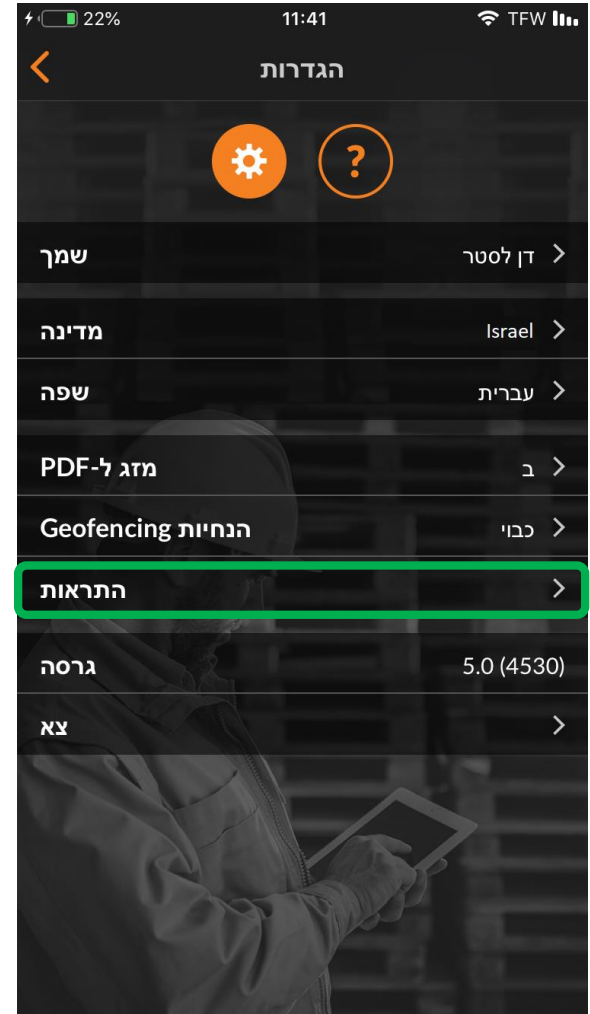 22% 11:41 TFW
הגדרות
?
שמך דן לסטר
מדינה Israel
שפה עברית
מזג ל-PDF ב
הנחיות Geofencing כבוי
התראות
גרסה 5.0 (4530)
צא